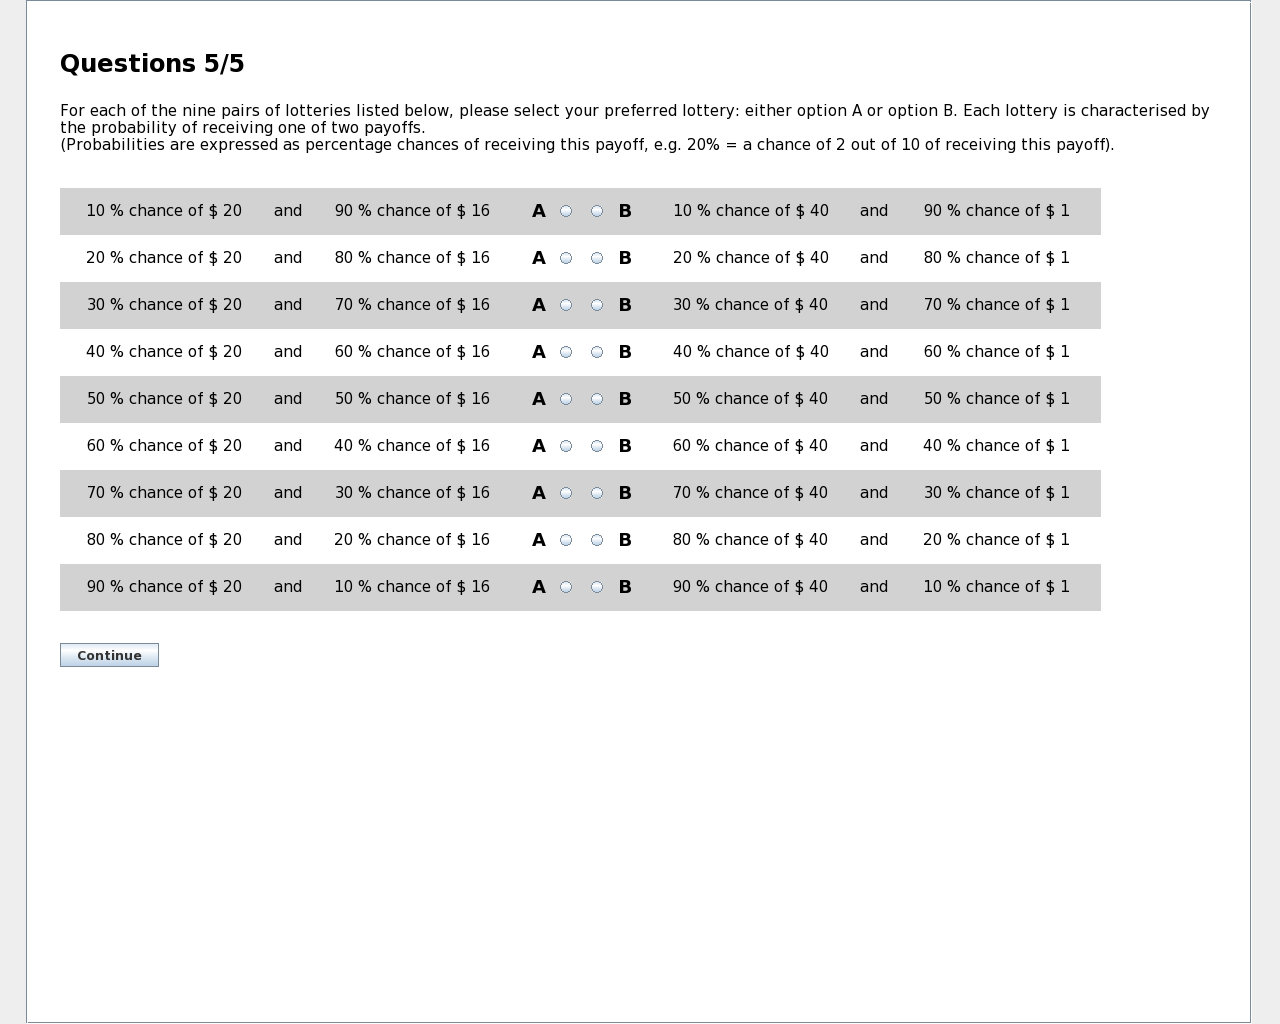 Questions 5/5
For each of the nine pairs of lotteries listed below, please select your preferred lottery: either option A or option B. Each lottery is characterised by
the probability of receiving one of two payoffs.
(Probabilities are expressed as percentage chances of receiving this payoff, e.g. 20% = a chance of 2 out of 10 of receiving this payoff).
10 % chance of $ 20 and 90 % chance of $ 16 A B 10 % chance of $ 40 and 90 % chance of $ 1
20 % chance of $ 20 and 80 % chance of $ 16 A B 20 % chance of $ 40 and 80 % chance of $ 1
30 % chance of $ 20 and 70 % chance of $ 16 A B 30 % chance of $ 40 and 70 % chance of $ 1
40 % chance of $ 20 and 60 % chance of $ 16 A B 40 % chance of $ 40 and 60 % chance of $ 1
50 % chance of $ 20 and 50 % chance of $ 16 A B 50 % chance of $ 40 and 50 % chance of $ 1
60 % chance of $ 20 and 40 % chance of $ 16 A B 60 % chance of $ 40 and 40 % chance of $ 1
70 % chance of $ 20 and 30 % chance of $ 16 A B 70 % chance of $ 40 and 30 % chance of $ 1
80 % chance of $ 20 and 20 % chance of $ 16 A B 80 % chance of $ 40 and 20 % chance of $ 1
90 % chance of $ 20 and 10 % chance of $ 16 A B 90 % chance of $ 40 and 10 % chance of $ 1
Continue